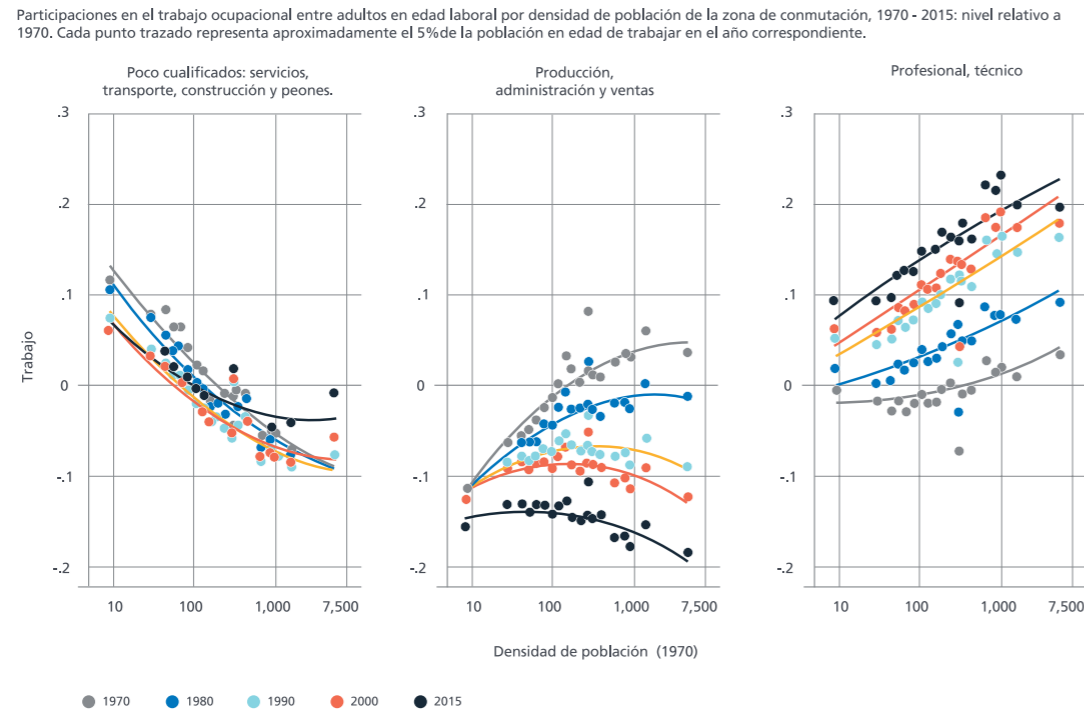 Participaciones en el trabajo ocupacional entre adultos en edad laboral por densidad de población de la zona de conmutación, 1970 - 2015: nivel relativo a
1970. Cada punto trazado representa aproximadamente el 5%de la población en edad de trabajar en el año correspondiente.
Poco cualificados: servicios,
transporte, construcción y peones.
Producción,
administración y ventas
Profesional, técnico
Trabajo
.3
.2
.1
0
-.1
-.2
10 100 1,000 7,500
.3
.2
.1
0
-.1
-.2
10 100 1,000 7,500
.3
.2
.1
0
-.1
-.2
10 100 1,000 7,500
Densidad de población (1970)
1970 1980 1990 2000 2015